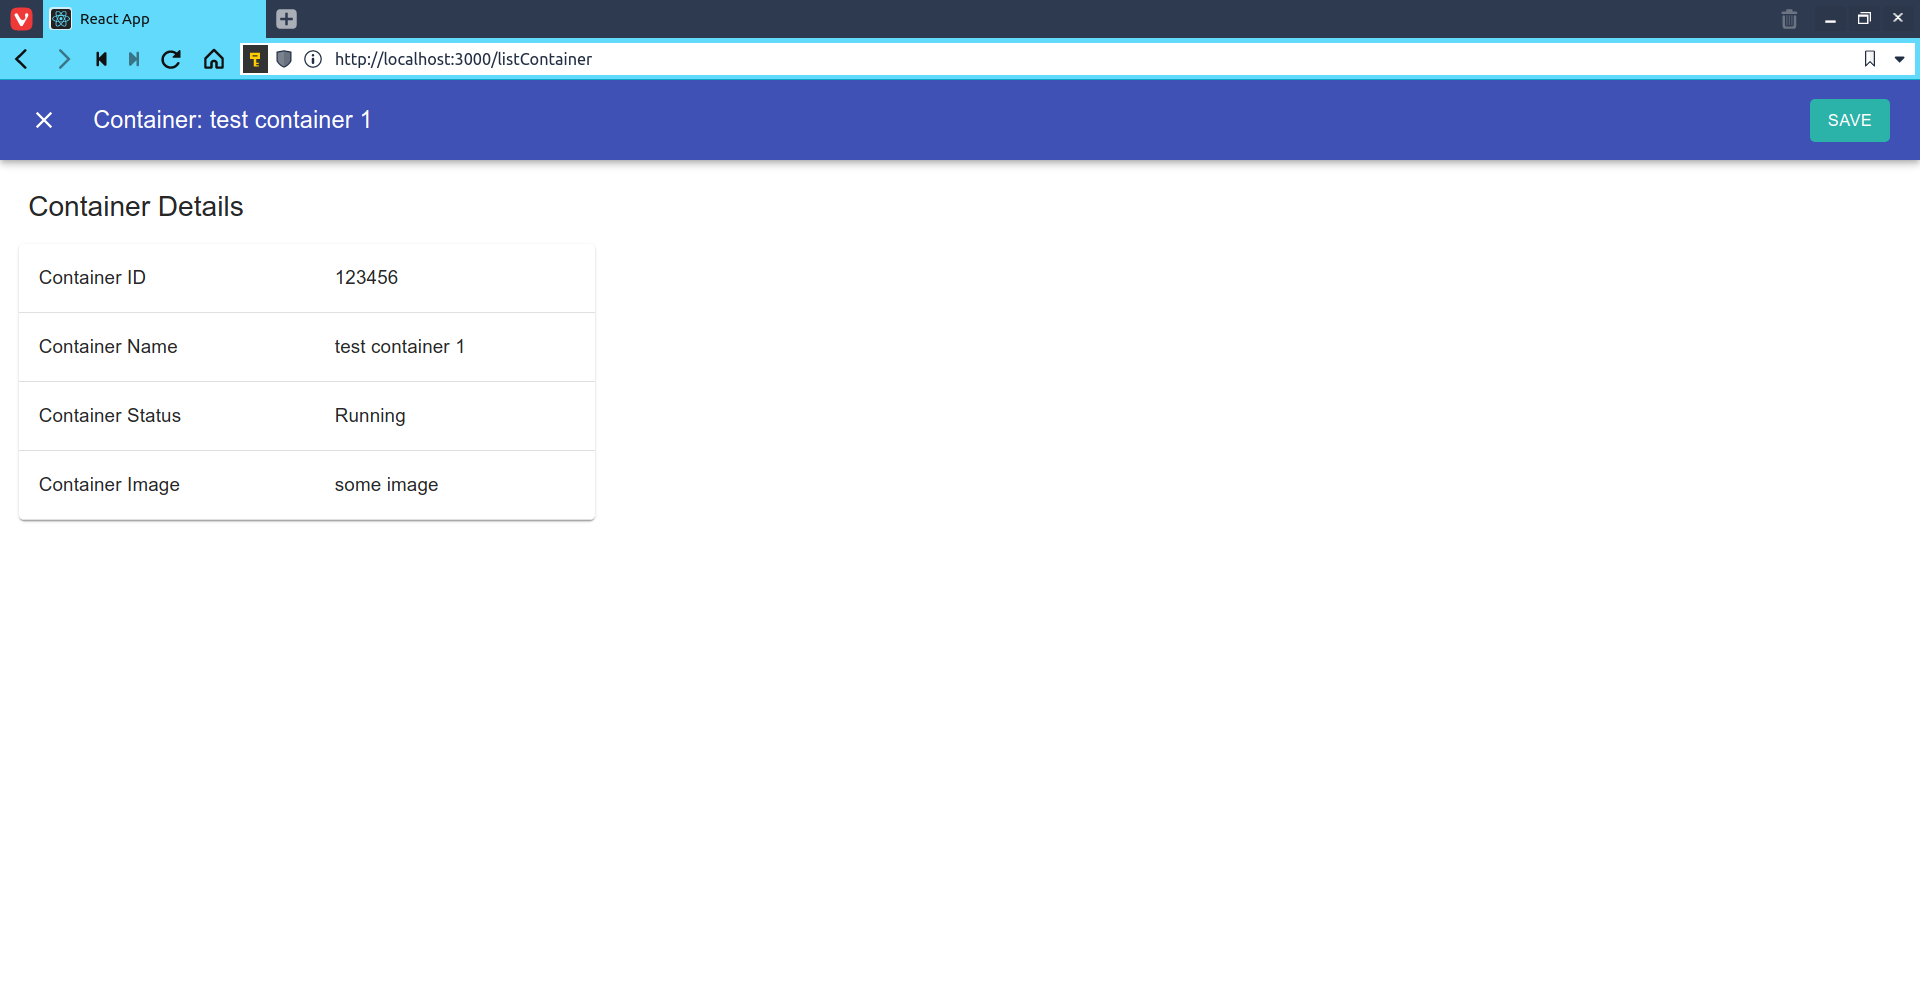 React App
http://localhost:3000/listContainer
Container: test container 1
SAVE
Container Details
Container ID 123456
Container Name test container 1
Container Status Running
Container Image some image